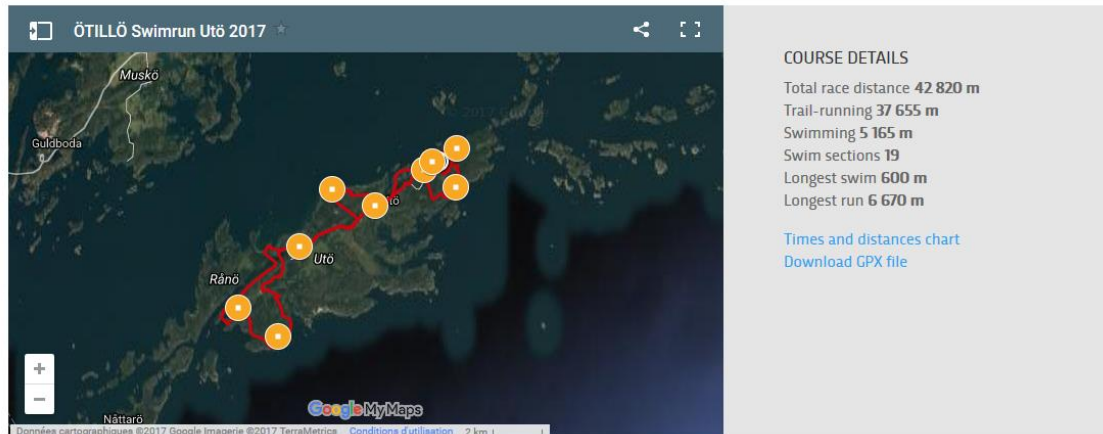 ÖTILLÖ Swimrun Utö 2017
Muskö
Guldboda
Utö
Rånö
Nåttarö
Google My Maps
Données cartographiques ©2017 Google Imagerie ©2017 TerraMetrics Conditions d'utilisation 2 km
COURSE DETAILS
Total race distance 42 820 m
Trail-running 37 655 m
Swimming 5 165 m
Swim sections 19
Longest swim 600 m
Longest run 6 670 m
Times and distances chart
Download GPX file